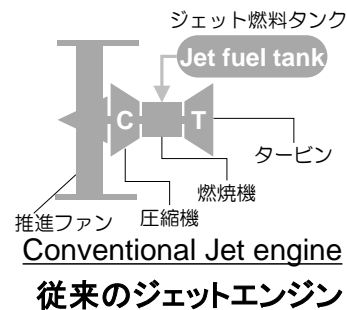 ジェット燃料タンク
Jet fuel tank
C
T
タービン
燃焼機
圧縮機
推進ファン
Conventional Jet engine
従来のジェットエンジン